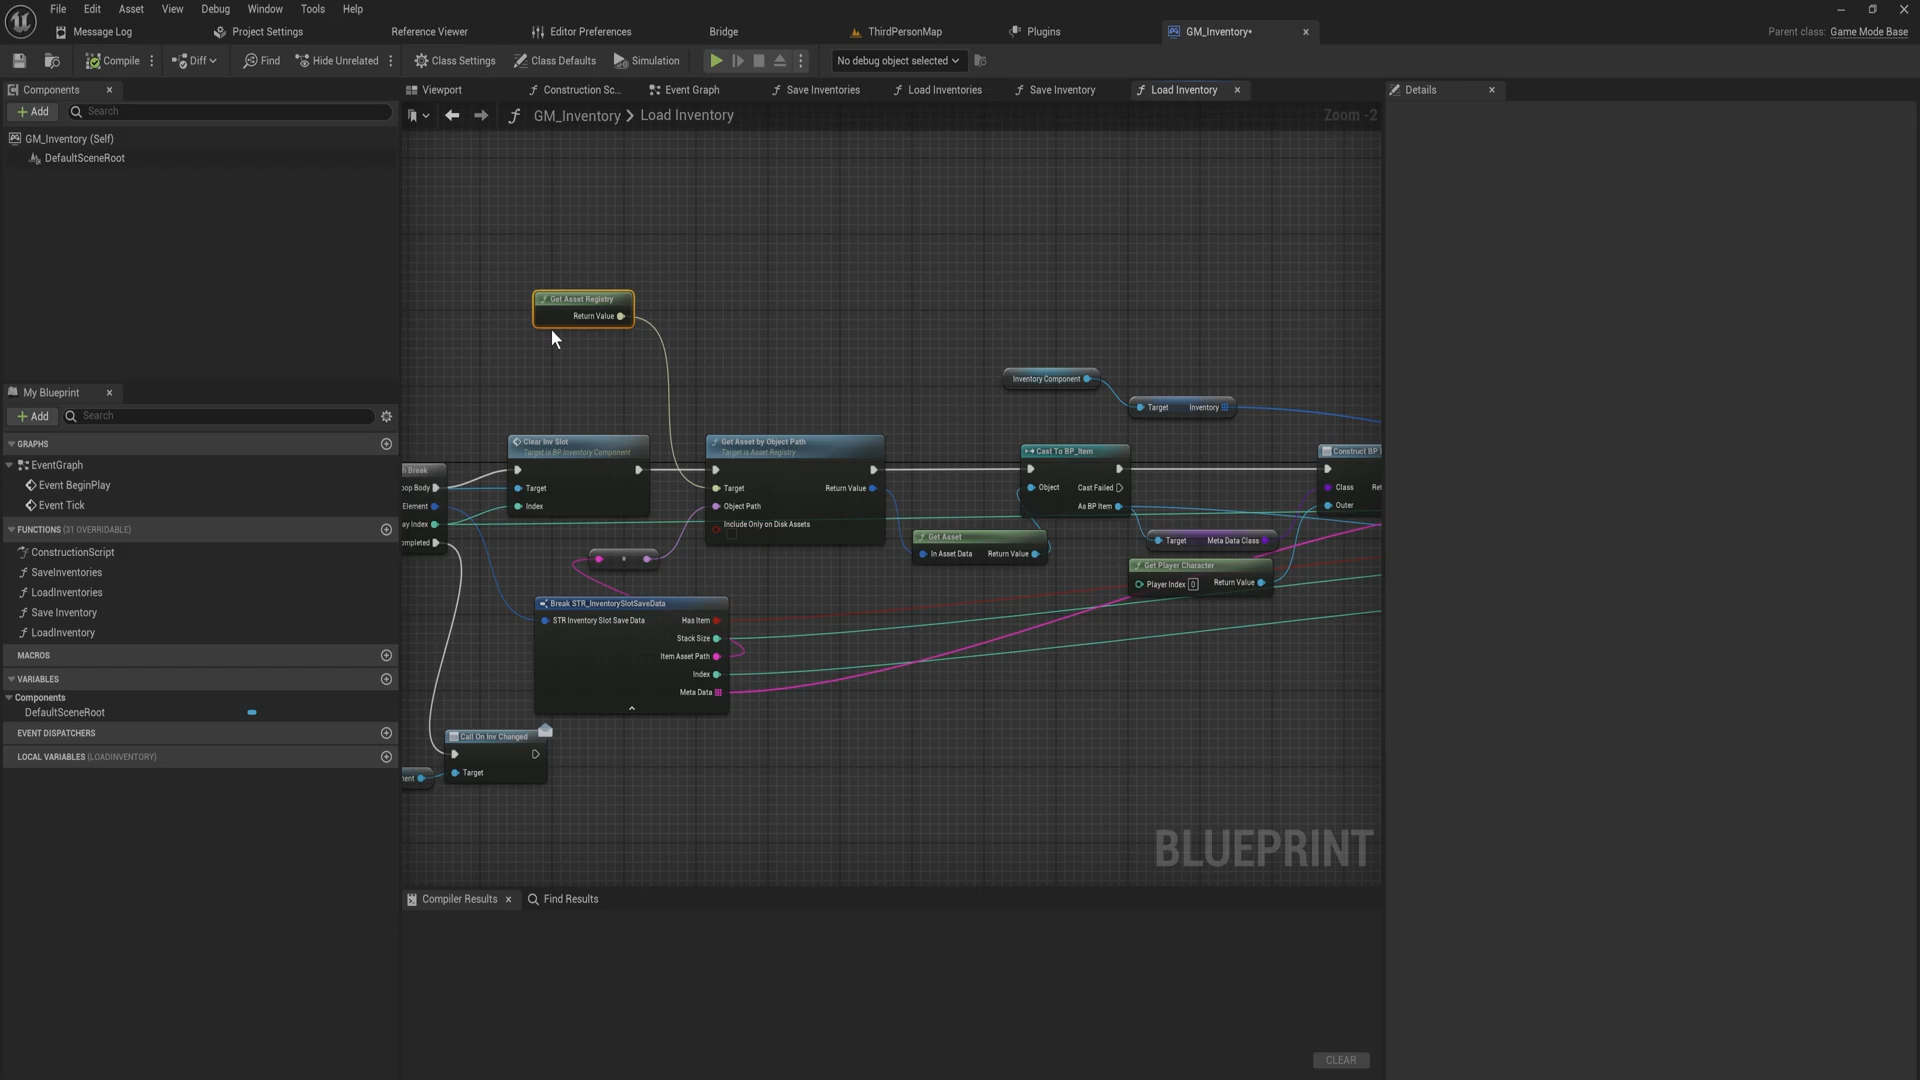 File Edit Asset View Debug Window Tools Help
Message Log Project Settings Reference Viewer Editor Preferences Bridge ThirdPersonMap Plugins GM_Inventory* Parent class: Game Mode Base
Compile Diff Find Hide Unrelated Class Settings Class Defaults Simulation No debug object selected
Components
Add Search
GM_Inventory (Self)
DefaultSceneRoot
Viewport Construction Sc... Event Graph Save Inventories Load Inventories Save Inventory Load Inventory
GM_Inventory > Load Inventory
Zoom -2
Details
My Blueprint
Add Search
GRAPHS
EventGraph
Event BeginPlay
Event Tick
FUNCTIONS (31 OVERRIDABLE)
ConstructionScript
SaveInventories
LoadInventories
Save Inventory
LoadInventory
MACROS
VARIABLES
Components
DefaultSceneRoot
EVENT DISPATCHERS
LOCAL VARIABLES (LOADINVENTORY)
Get Asset Registry
Return Value
Inventory Component
Target Inventory
Break
oop Body
Element
ay Index
ompleted
Clear Inv Slot
Target is BP Inventory Component
Target
Index
Get Asset by Object Path
Target is Asset Registry
Target Return Value
Object Path
Include Only on Disk Assets
Cast To BP_Item
Object Cast Failed
As BP Item
Construct BP
Class Ret
Outer
Get Asset
In Asset Data Return Value
Target Meta Data Class
Get Player Character
Player Index 0 Return Value
Break STR_InventorySlotSaveData
STR Inventory Slot Save Data Has Item
Stack Size
Item Asset Path
Index
Meta Data
Call On Inv Changed
Target
nent
BLUEPRINT
Compiler Results Find Results
CLEAR